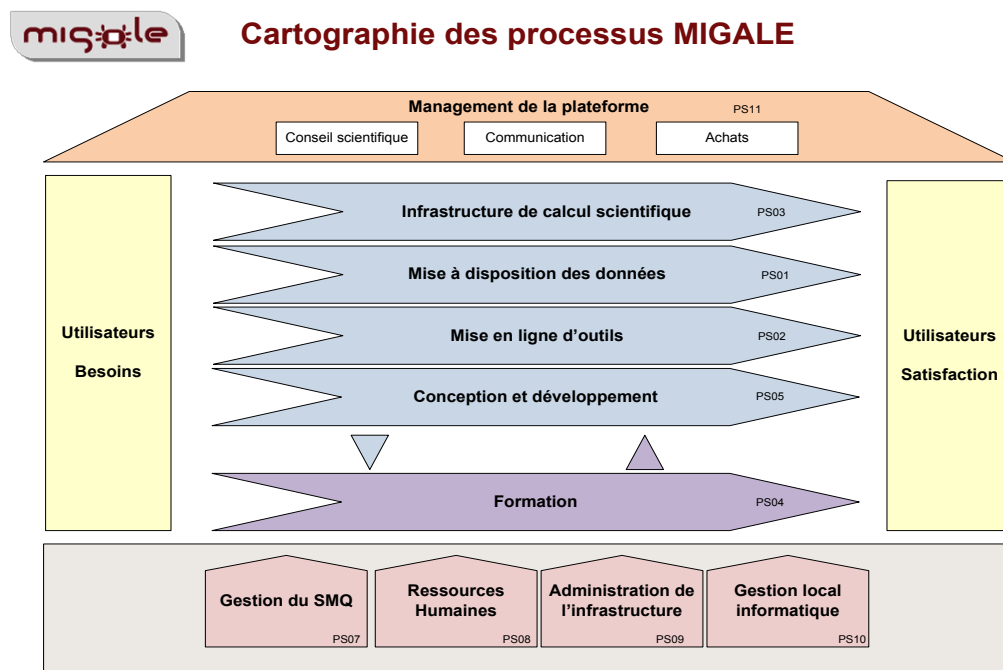 migale
Cartographie des processus MIGALE
Management de la plateforme PS11
Conseil scientifique Communication Achats
Infrastructure de calcul scientifique PS03
Mise à disposition des données PS01
Mise en ligne d'outils PS02
Conception et développement PS05
Formation PS04
Utilisateurs
Besoins
Utilisateurs
Satisfaction
Gestion du SMQ
PS07
Ressources
Humaines
PS08
Administration de
l'infrastructure
PS09
Gestion local
informatique
PS10